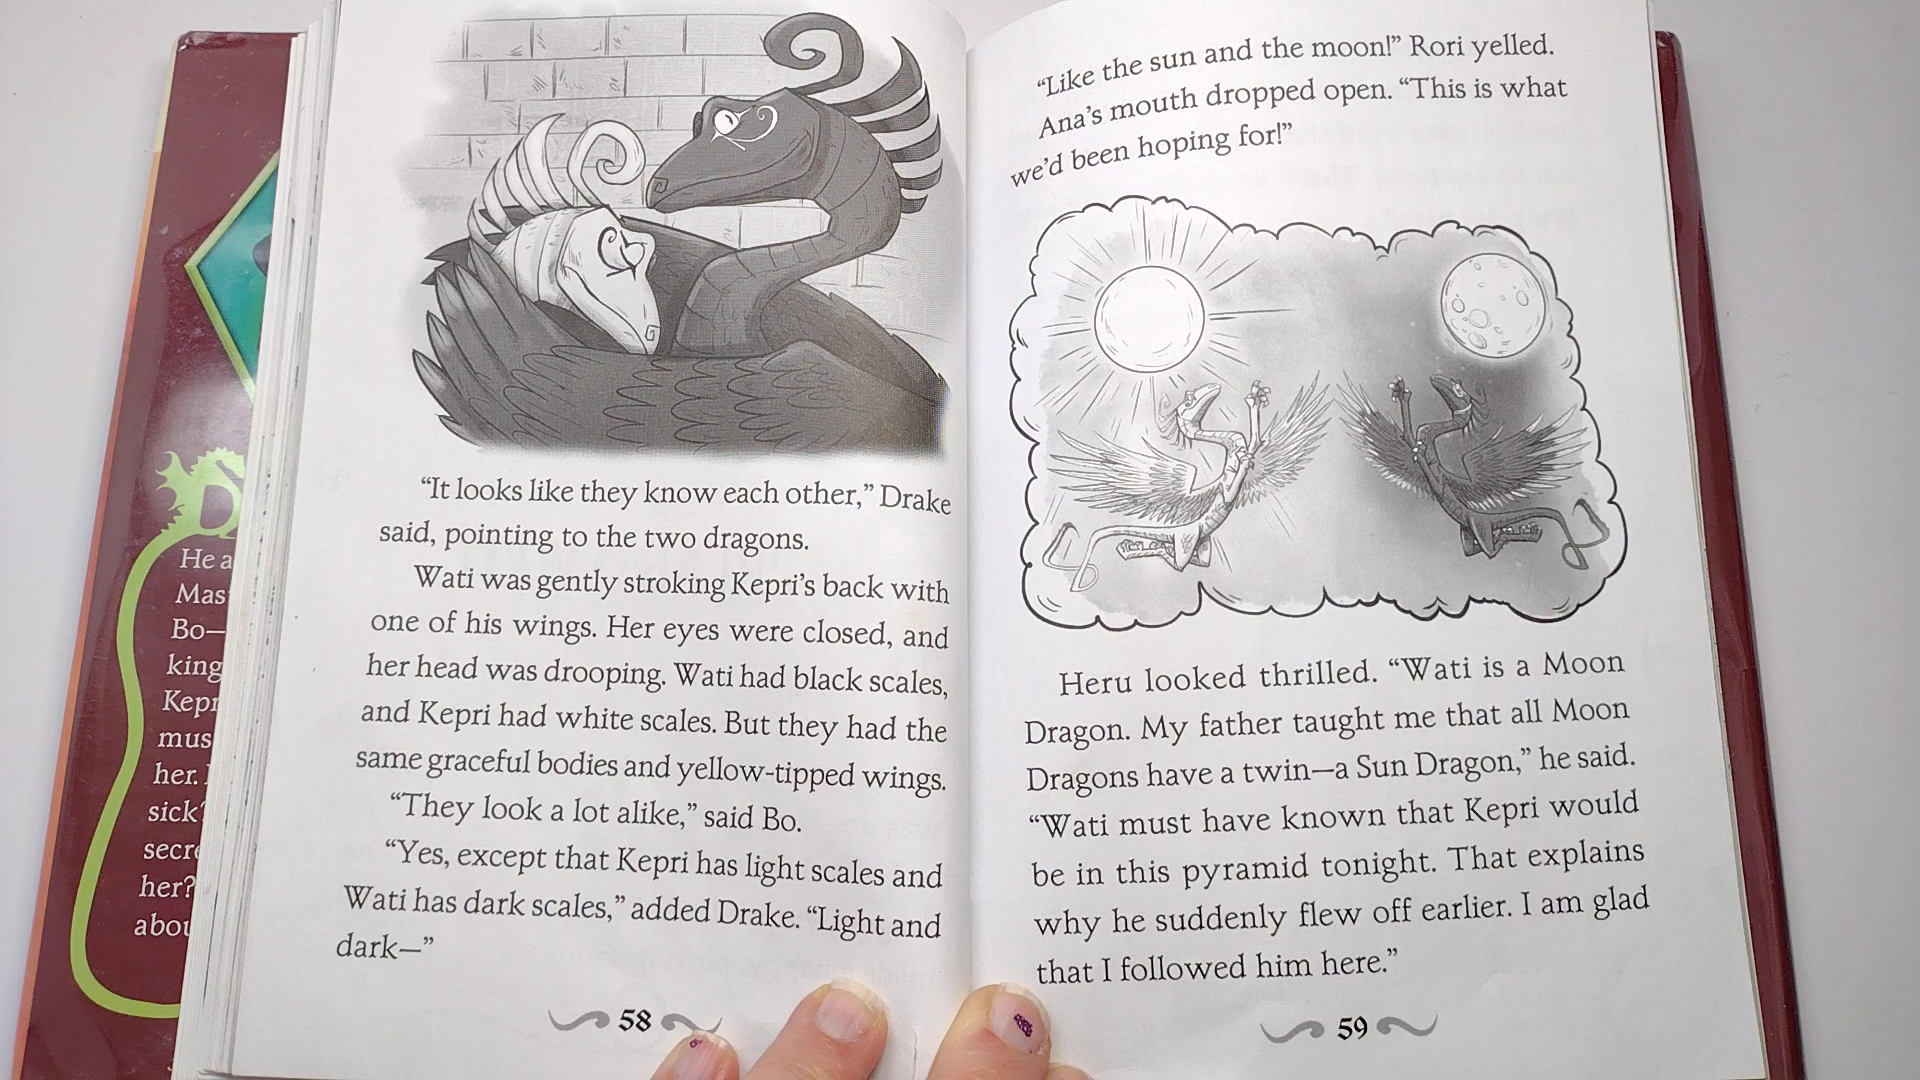 He a
Mas
Bo—
king
Kepr
mus
her.
sick?
secre
her?
abou
“It looks like they know each other,” Drake
said, pointing to the two dragons.
Wati was gently stroking Kepri’s back with
one of his wings. Her eyes were closed, and
her head was drooping. Wati had black scales,
and Kepri had white scales. But they had the
same graceful bodies and yellow-tipped wings.
“They look a lot alike,” said Bo.
“Yes, except that Kepri has light scales and
Wati has dark scales,” added Drake. “Light and
dark—”
58
“Like the sun and the moon!” Rori yelled.
Ana’s mouth dropped open. “This is what
we’d been hoping for!”
Heru looked thrilled. “Wati is a Moon
Dragon. My father taught me that all Moon
Dragons have a twin—a Sun Dragon,” he said.
“Wati must have known that Kepri would
be in this pyramid tonight. That explains
why he suddenly flew off earlier. I am glad
that I followed him here.”
59